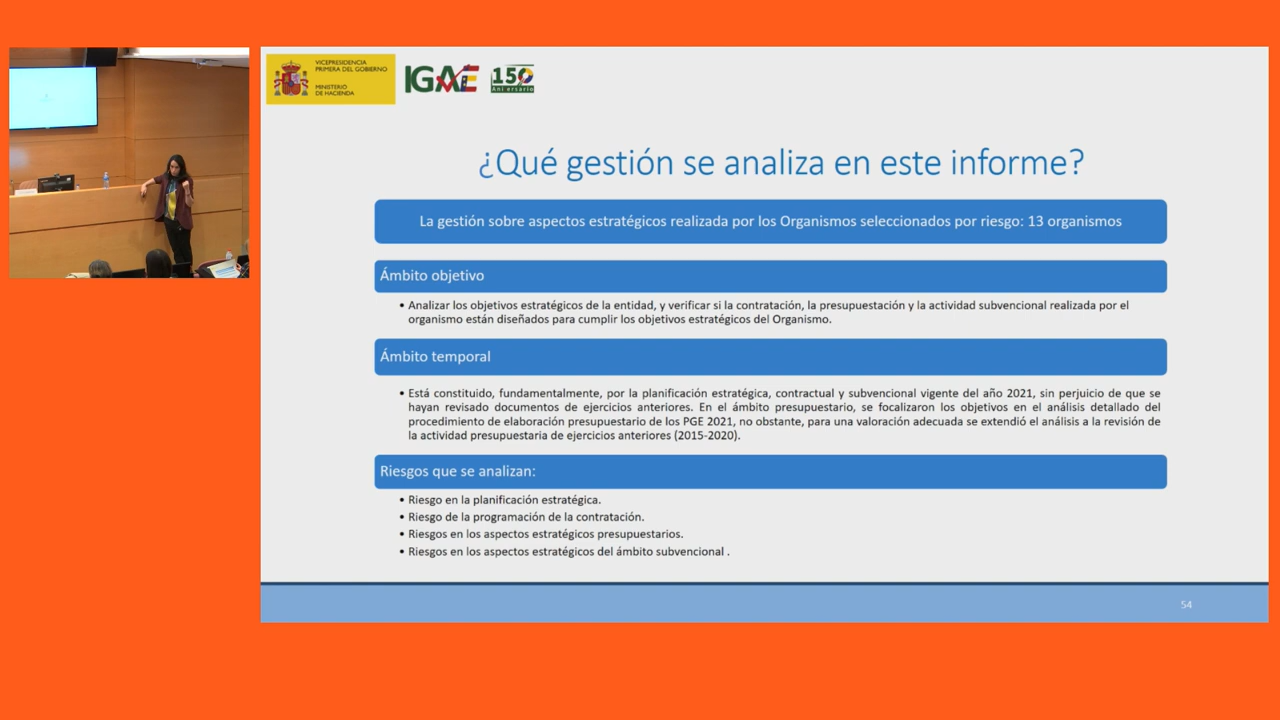 VICEPRESIDENCIA
PRIMERA DEL GOBIERNO
MINISTERIO
DE HACIENDA
IGAE
150
Aniversario
¿Qué gestión se analiza en este informe?
La gestión sobre aspectos estratégicos realizada por los Organismos seleccionados por riesgo: 13 organismos
Ámbito objetivo
• Analizar los objetivos estratégicos de la entidad, y verificar si la contratación, la presupuestación y la actividad subvencional realizada por el
organismo están diseñados para cumplir los objetivos estratégicos del Organismo.
Ámbito temporal
• Está constituido, fundamentalmente, por la planificación estratégica, contractual y subvencional vigente del año 2021, sin perjuicio de que se
hayan revisado documentos de ejercicios anteriores. En el ámbito presupuestario, se focalizaron los objetivos en el análisis detallado del
procedimiento de elaboración presupuestario de los PGE 2021, no obstante, para una valoración adecuada se extendió el análisis a la revisión de
la actividad presupuestaria de ejercicios anteriores (2015-2020).
Riesgos que se analizan:
• Riesgo en la planificación estratégica.
• Riesgo de la programación de la contratación.
• Riesgos en los aspectos estratégicos presupuestarios.
• Riesgos en los aspectos estratégicos del ámbito subvencional .
54